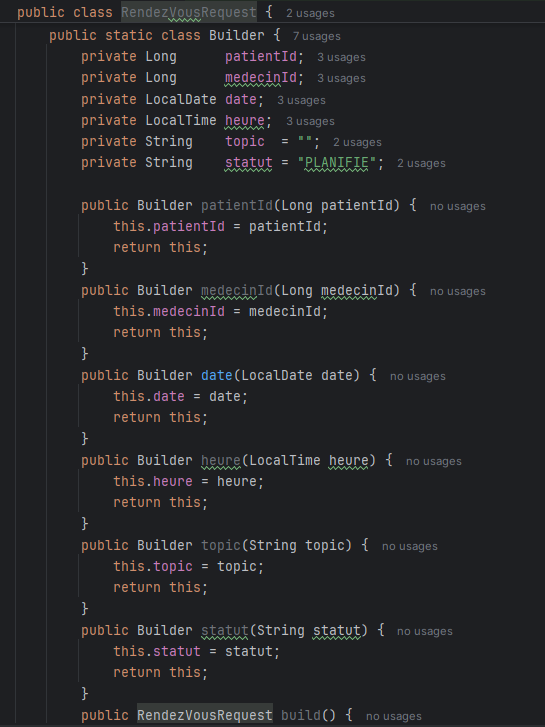 public class RendezVousRequest {  2 usages
    public static class Builder {  7 usages
        private Long      patientId;  3 usages
        private Long      medecinId;  3 usages
        private LocalDate date;  3 usages
        private LocalTime heure;  3 usages
        private String    topic  = "";  2 usages
        private String    statut = "PLANIFIE";  2 usages

        public Builder patientId(Long patientId) {  no usages
            this.patientId = patientId;
            return this;
        }
        public Builder medecinId(Long medecinId) {  no usages
            this.medecinId = medecinId;
            return this;
        }
        public Builder date(LocalDate date) {  no usages
            this.date = date;
            return this;
        }
        public Builder heure(LocalTime heure) {  no usages
            this.heure = heure;
            return this;
        }
        public Builder topic(String topic) {  no usages
            this.topic = topic;
            return this;
        }
        public Builder statut(String statut) {  no usages
            this.statut = statut;
            return this;
        }
        public RendezVousRequest build() {  no usages